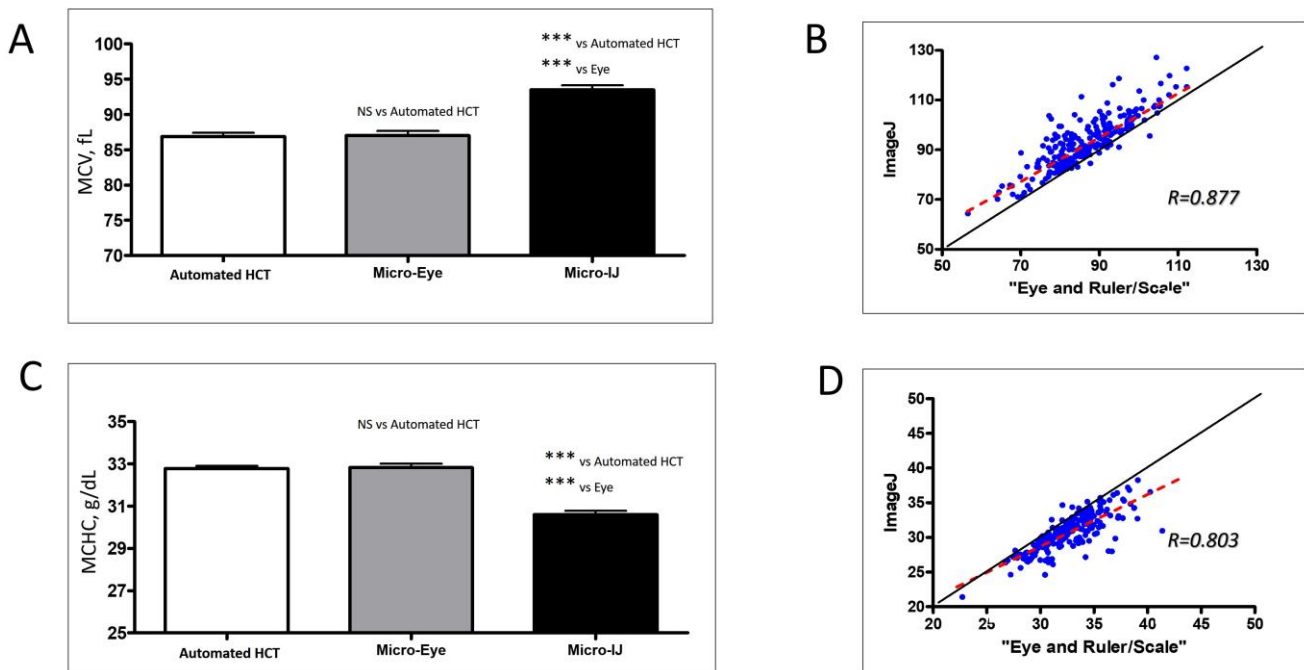 A
100
95
90
85
80
75
70
MCV, fL
*** vs Automated HCT
*** vs Eye
NS vs Automated HCT
Automated HCT
Micro-Eye
Micro-IJ
B
130
110
90
70
50
ImageJ
R=0.877
50
70
90
110
130
"Eye and Ruler/Scale"
C
35
33
31
29
27
25
MCHC, g/dL
NS vs Automated HCT
*** vs Automated HCT
*** vs Eye
Automated HCT
Micro-Eye
Micro-IJ
D
50
45
40
35
30
25
20
ImageJ
R=0.803
20
25
30
35
40
45
50
"Eye and Ruler/Scale"